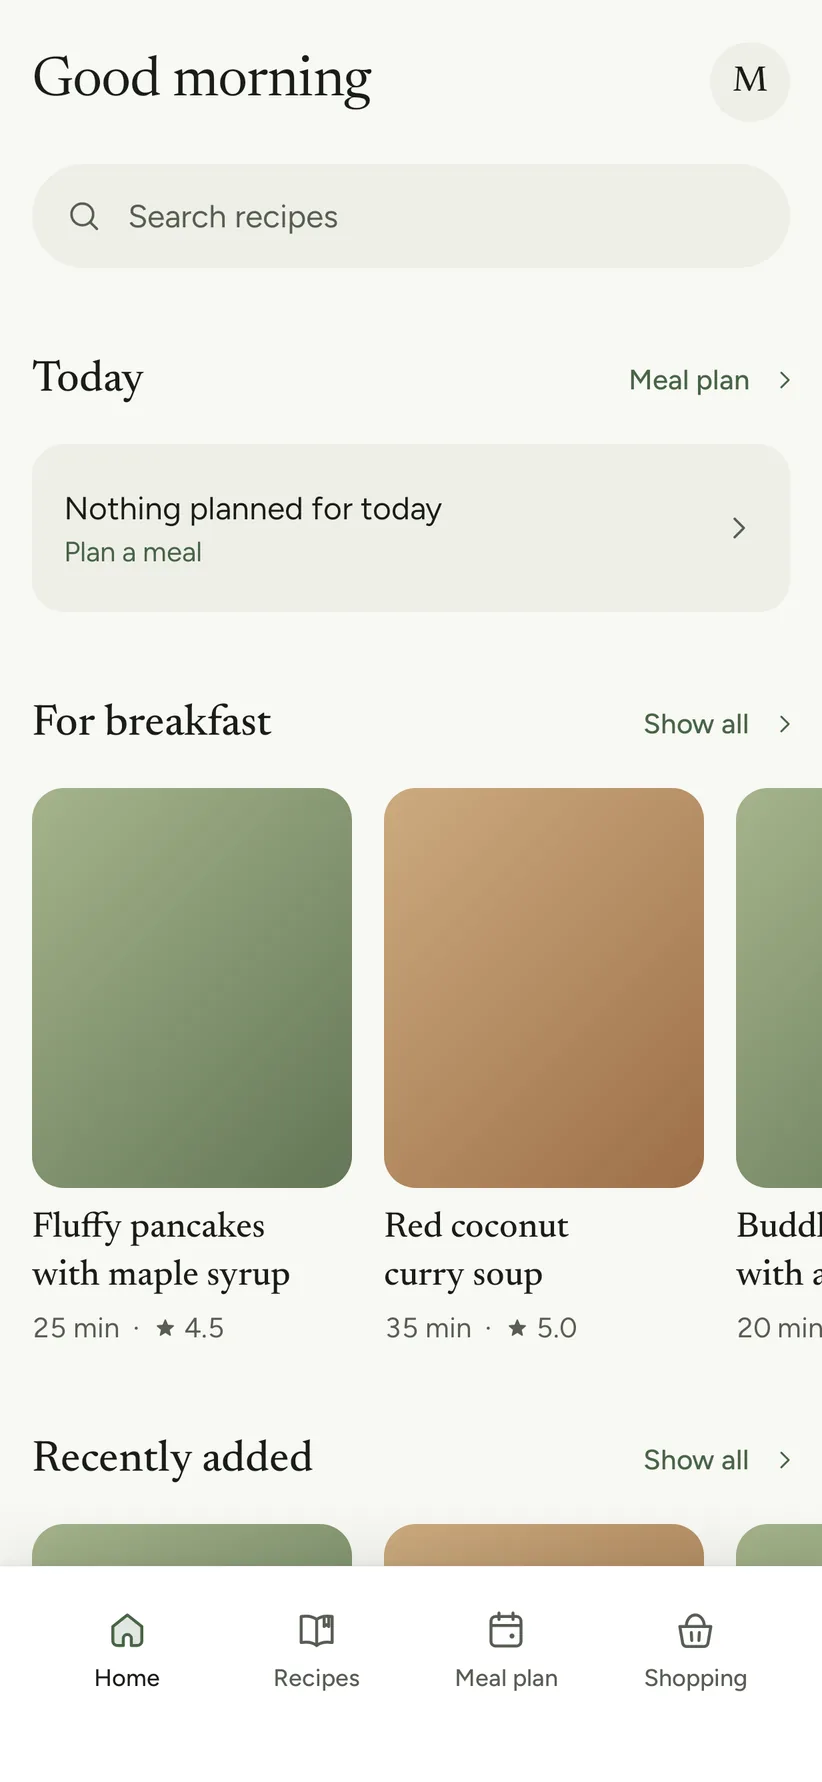 Good morning
M
Search recipes
Today
Meal plan
Nothing planned for today
Plan a meal
For breakfast
Show all
Fluffy pancakes
with maple syrup
25 min · ★ 4.5
Red coconut
curry soup
35 min · ★ 5.0
with
20 min
Recently added
Show all
Home
Recipes
Meal plan
Shopping